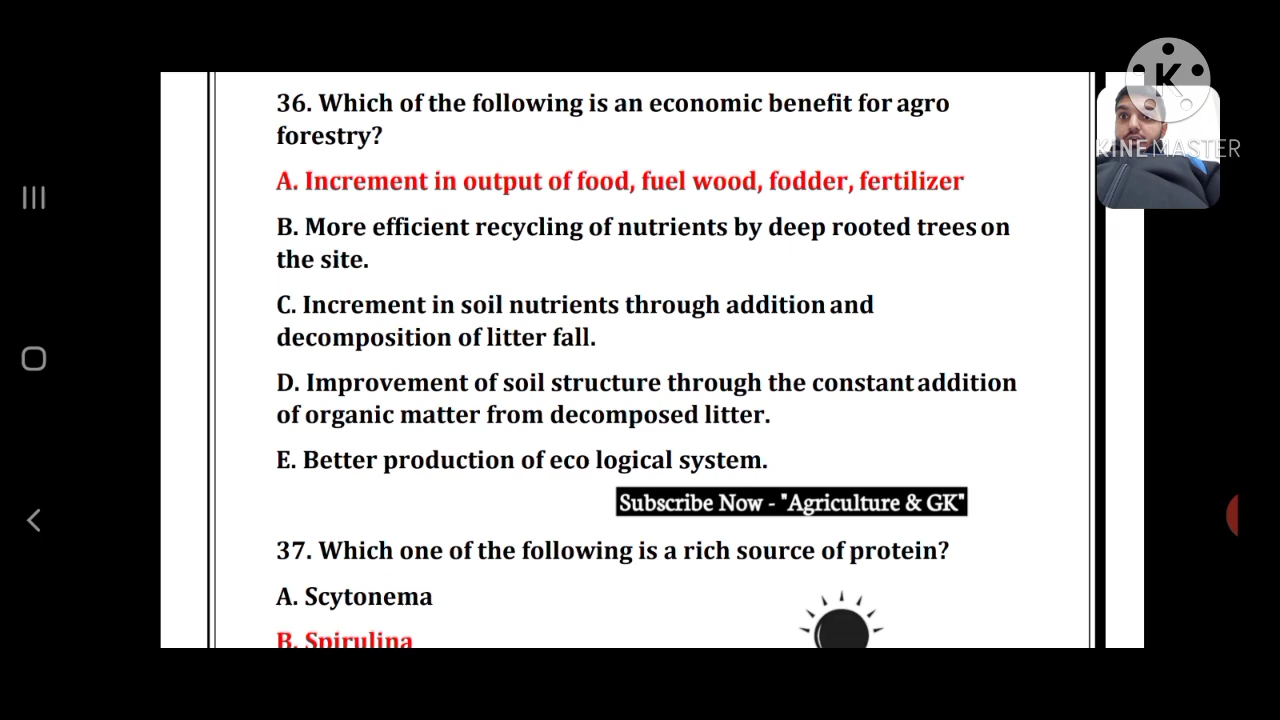 36. Which of the following is an economic benefit for agro
forestry?
A. Increment in output of food, fuel wood, fodder, fertilizer
B. More efficient recycling of nutrients by deep rooted trees on
the site.
C. Increment in soil nutrients through addition and
decomposition of litter fall.
D. Improvement of soil structure through the constant addition
of organic matter from decomposed litter.
E. Better production of eco logical system.
Subscribe Now - "Agriculture & GK"
37. Which one of the following is a rich source of protein?
A. Scytonema
B. Spirulina
K
KINEMASTER